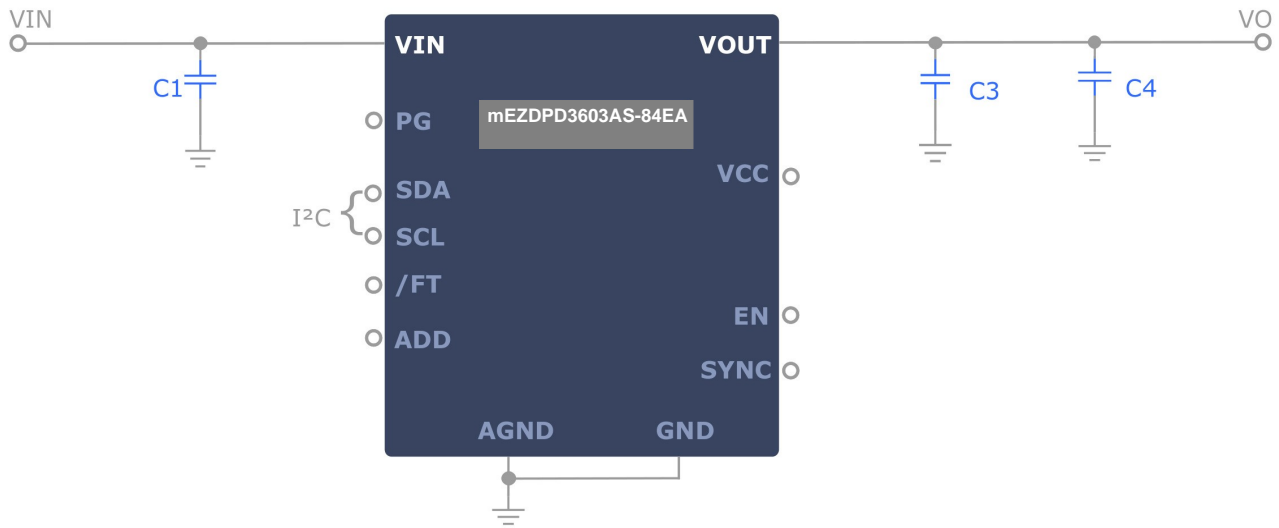 VIN
VO
VIN
VOUT
C1
C3
C4
mEZDPD3603AS-84EA
PG
VCC
SDA
I²C
SCL
/FT
EN
ADD
SYNC
AGND
GND